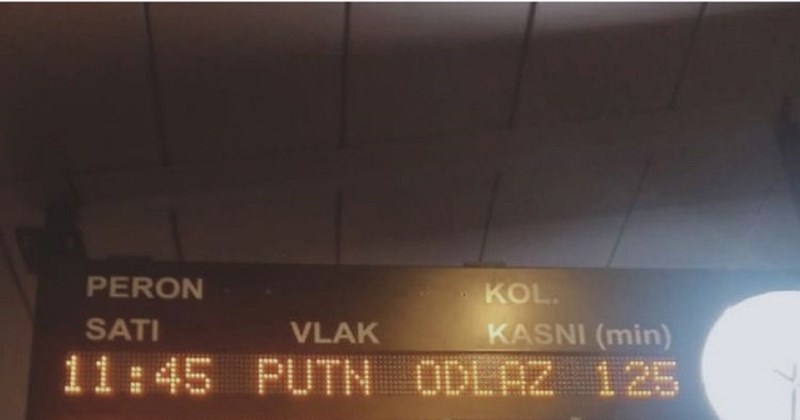 PERON KOL.
SATI VLAK KASNI (min)
11:45 PUTN ODLAZ 125